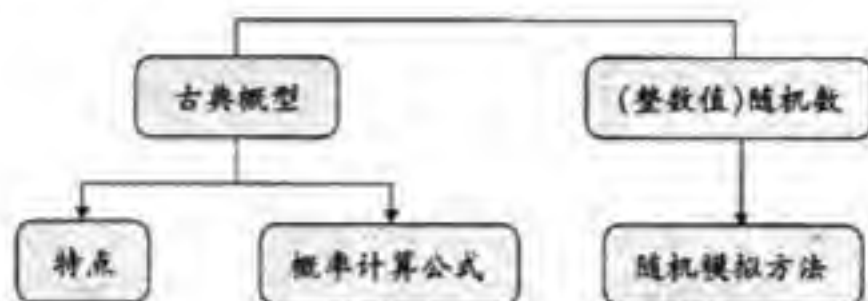 古典概型
(整数值)随机数
特点
概率计算公式
随机模拟方法